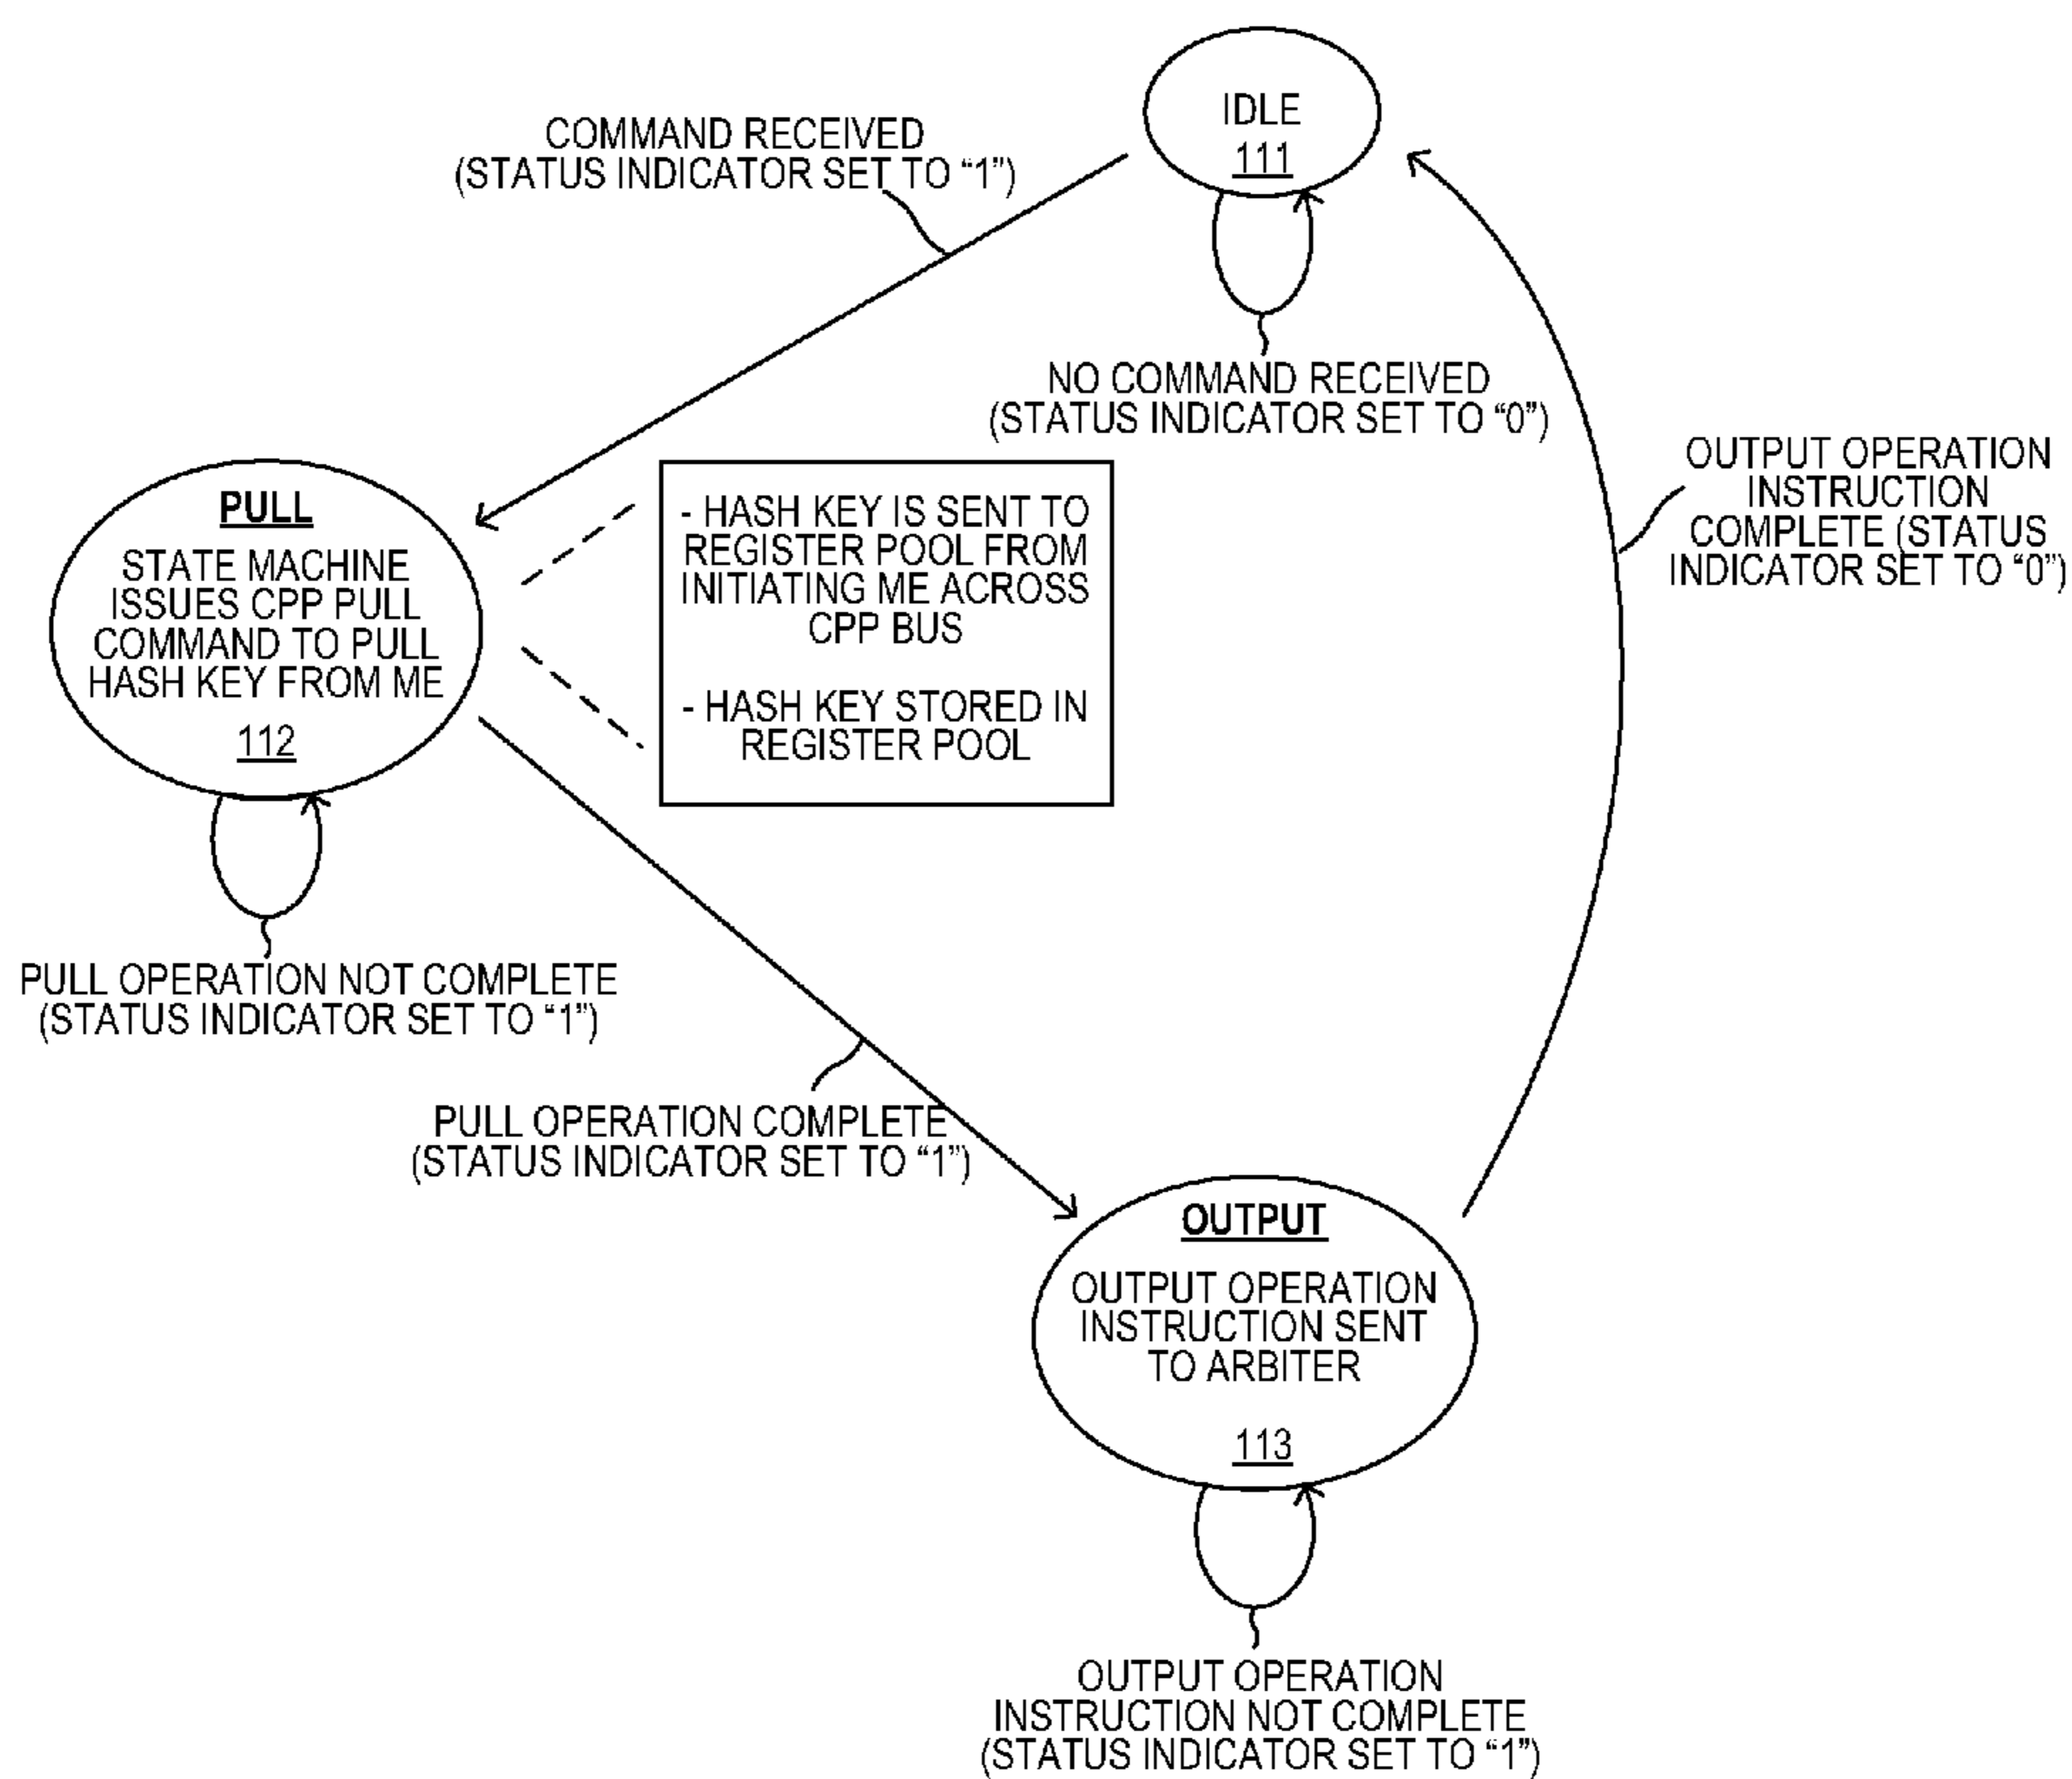 IDLE
111
COMMAND RECEIVED
(STATUS INDICATOR SET TO “1”)
NO COMMAND RECEIVED
(STATUS INDICATOR SET TO “0”)
OUTPUT OPERATION
INSTRUCTION
COMPLETE (STATUS
INDICATOR SET TO “0”)
PULL
STATE MACHINE
ISSUES CPP PULL
COMMAND TO PULL
HASH KEY FROM ME
112
- HASH KEY IS SENT TO
REGISTER POOL FROM
INITIATING ME ACROSS
CPP BUS
- HASH KEY STORED IN
REGISTER POOL
PULL OPERATION NOT COMPLETE
(STATUS INDICATOR SET TO “1”)
PULL OPERATION COMPLETE
(STATUS INDICATOR SET TO “1”)
OUTPUT
OUTPUT OPERATION
INSTRUCTION SENT
TO ARBITER
113
OUTPUT OPERATION
INSTRUCTION NOT COMPLETE
(STATUS INDICATOR SET TO “1”)